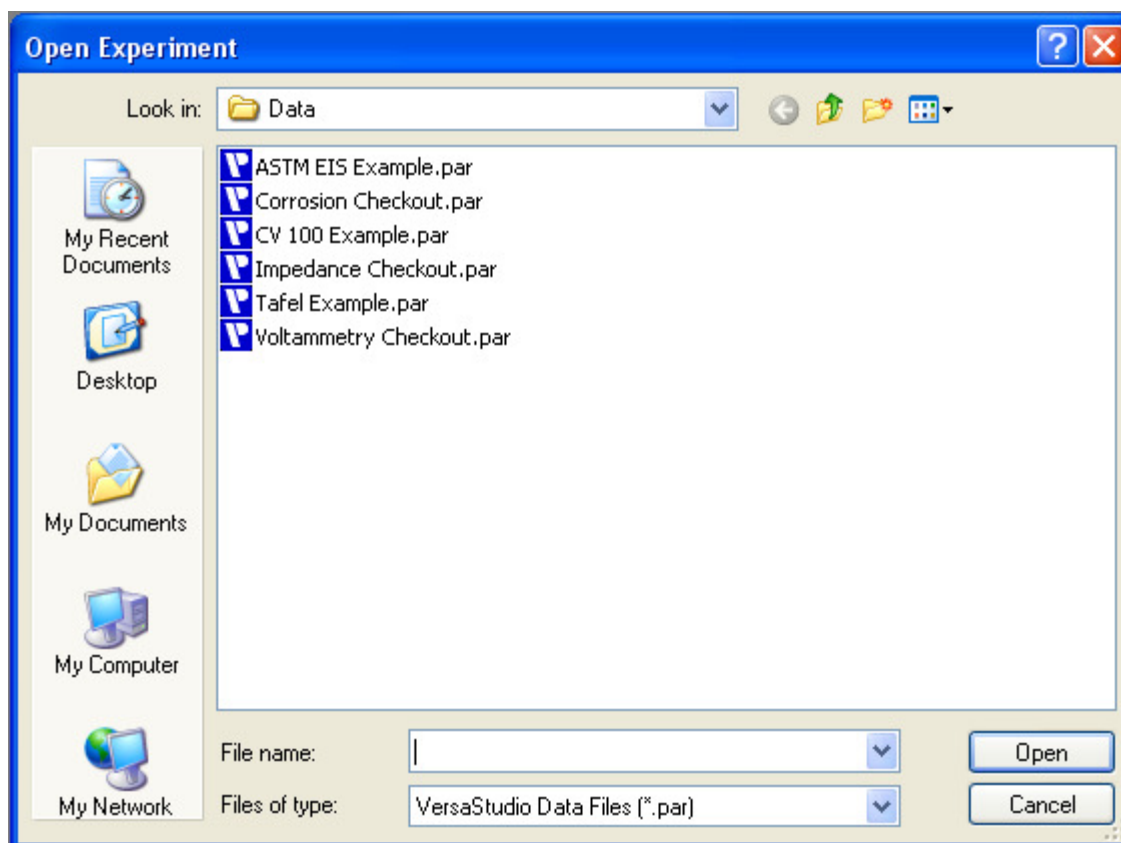 Open Experiment
Look in:
Data
ASTM EIS Example.par
Corrosion Checkout.par
CV 100 Example.par
Impedance Checkout.par
Tafel Example.par
Voltammetry Checkout.par
My Recent
Documents
Desktop
My Documents
My Computer
My Network
File name:
Open
Files of type:
VersaStudio Data Files (*.par)
Cancel